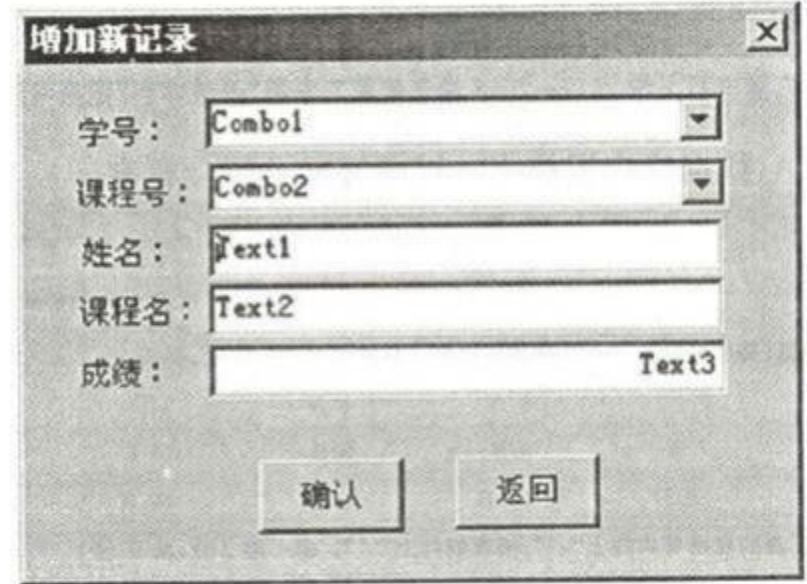 增加新记录
学号： Combo1
课程号： Combo2
姓名： Text1
课程名： Text2
成绩： Text3
确认 返回